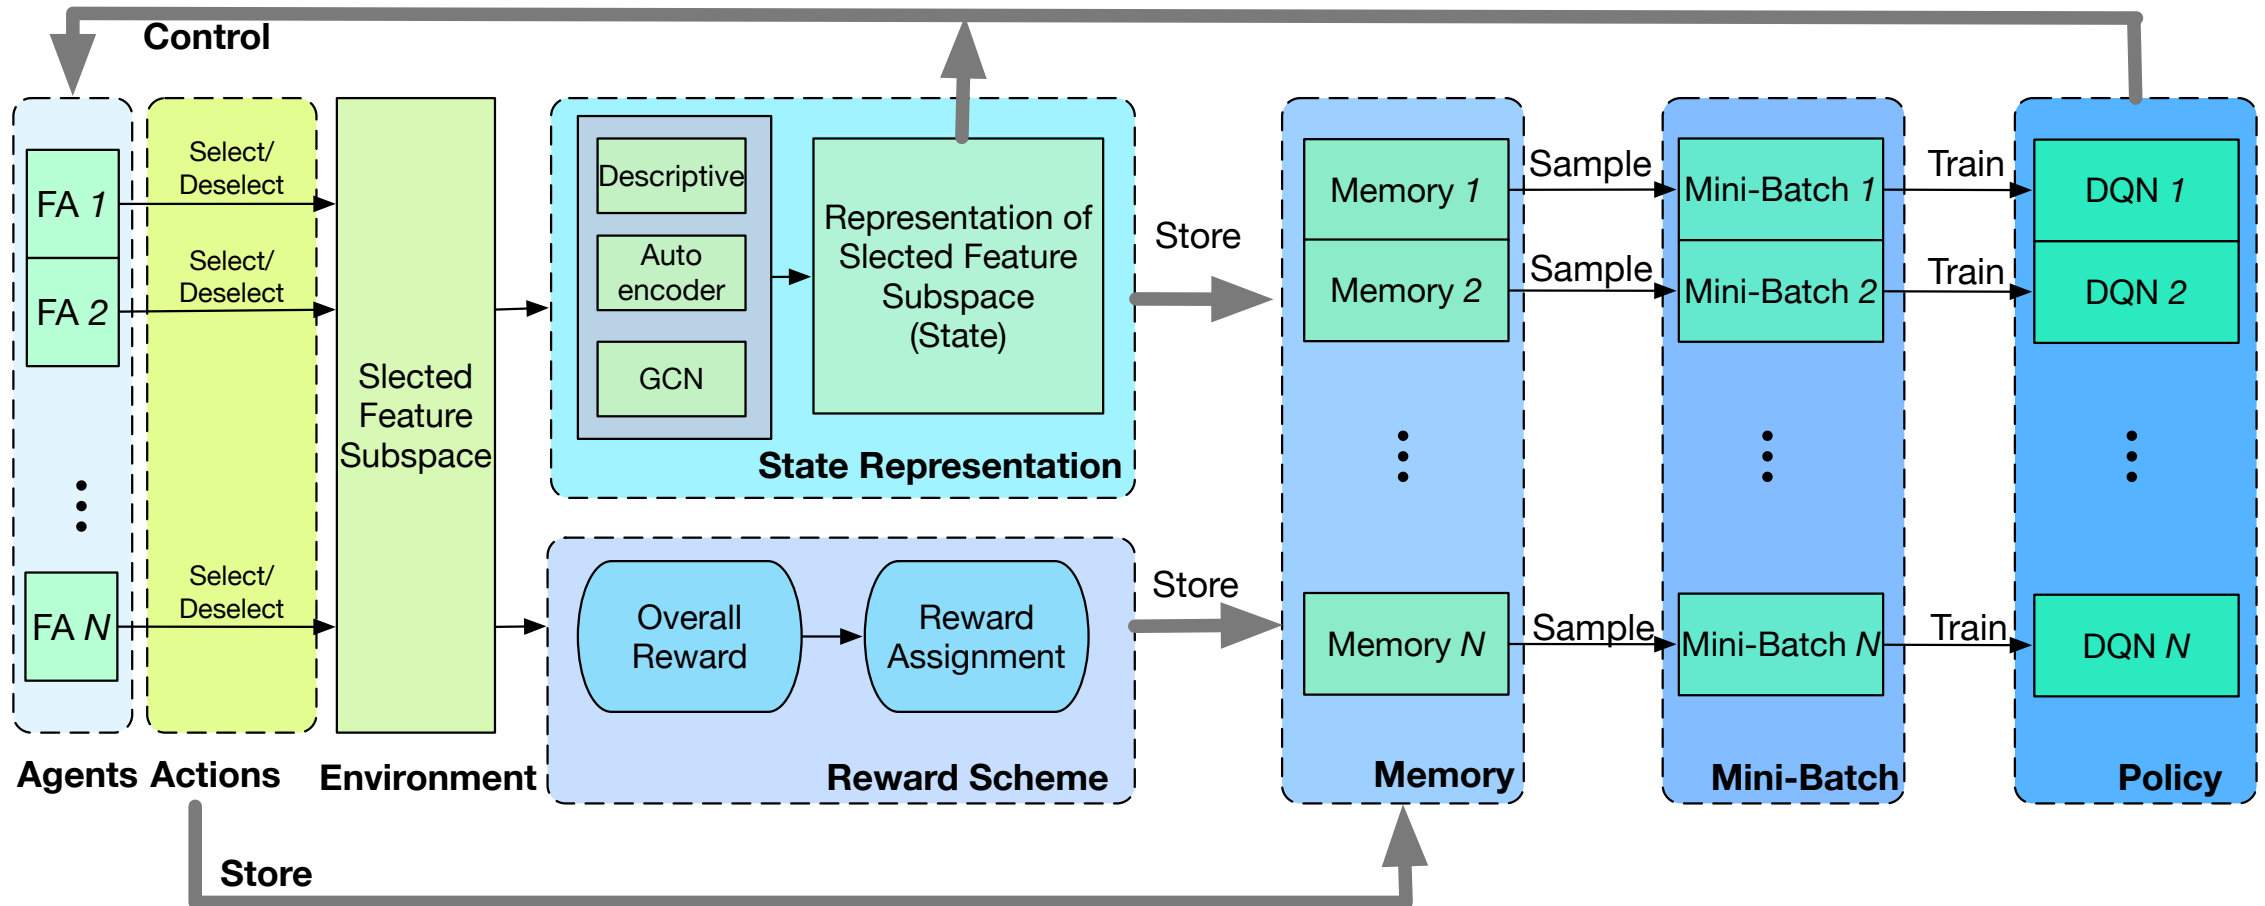 Control
FA 1
FA 2
FA N
Agents
Select/
Deselect
Select/
Deselect
Select/
Deselect
Actions
Slected
Feature
Subspace
Environment
Descriptive
Auto
encoder
GCN
Representation of
Slected Feature
Subspace
(State)
State Representation
Overall
Reward
Reward
Assignment
Reward Scheme
Store
Store
Store
Memory 1
Memory 2
Memory N
Memory
Sample
Sample
Sample
Mini-Batch 1
Mini-Batch 2
Mini-Batch N
Mini-Batch
Train
Train
Train
DQN 1
DQN 2
DQN N
Policy